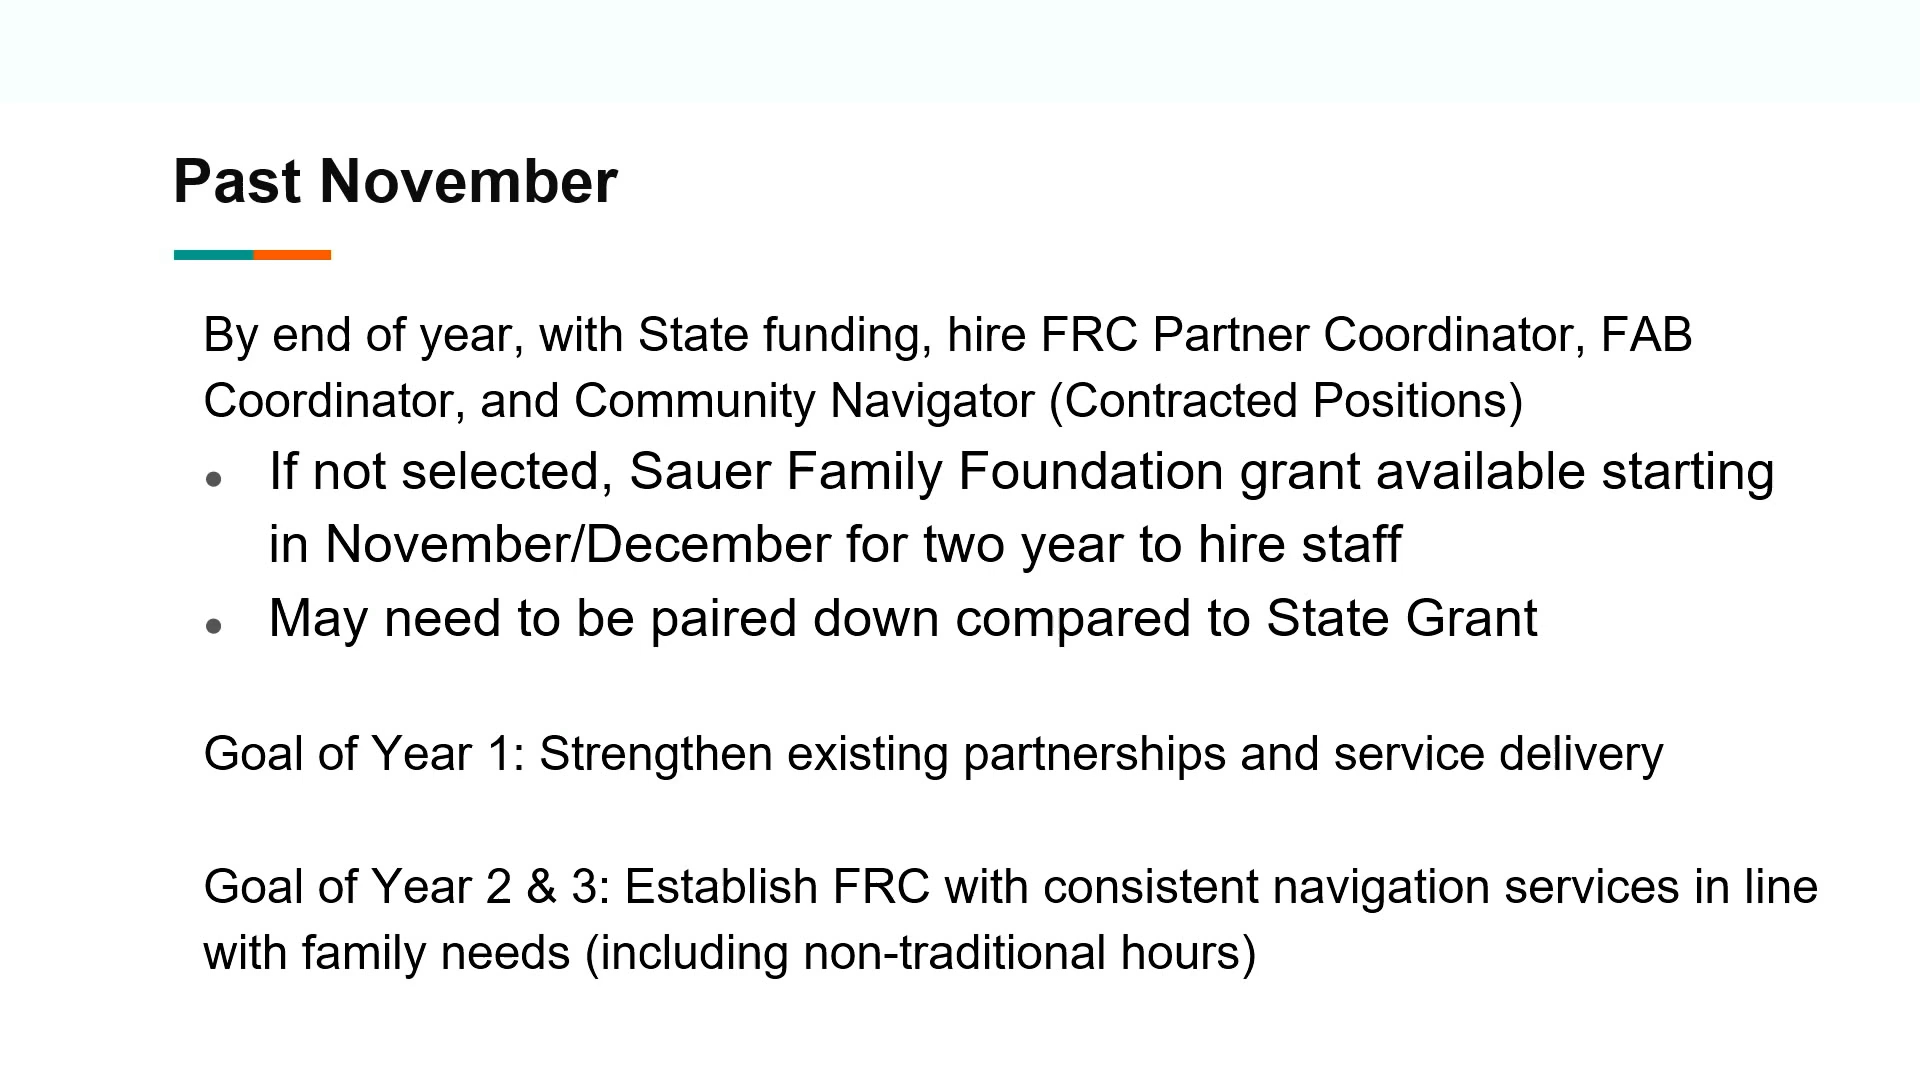 Past November
By end of year, with State funding, hire FRC Partner Coordinator, FAB
Coordinator, and Community Navigator (Contracted Positions)
● If not selected, Sauer Family Foundation grant available starting
in November/December for two year to hire staff
● May need to be paired down compared to State Grant
Goal of Year 1: Strengthen existing partnerships and service delivery
Goal of Year 2 & 3: Establish FRC with consistent navigation services in line
with family needs (including non-traditional hours)